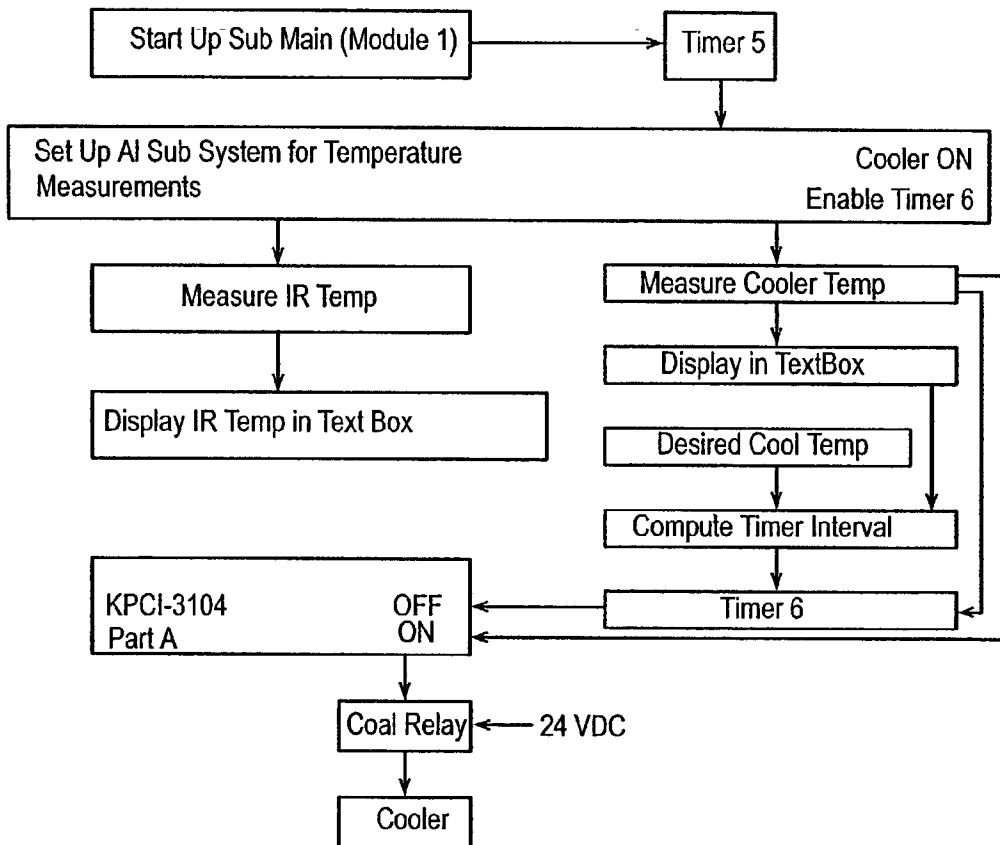 Start Up Sub Main (Module 1)
Timer 5
Set Up AI Sub System for Temperature
Measurements
Cooler ON
Enable Timer 6
Measure IR Temp
Measure Cooler Temp
Display in TextBox
Display IR Temp in Text Box
Desired Cool Temp
Compute Timer Interval
KPCI-3104
Part A
OFF
ON
Timer 6
Coal Relay
24 VDC
Cooler